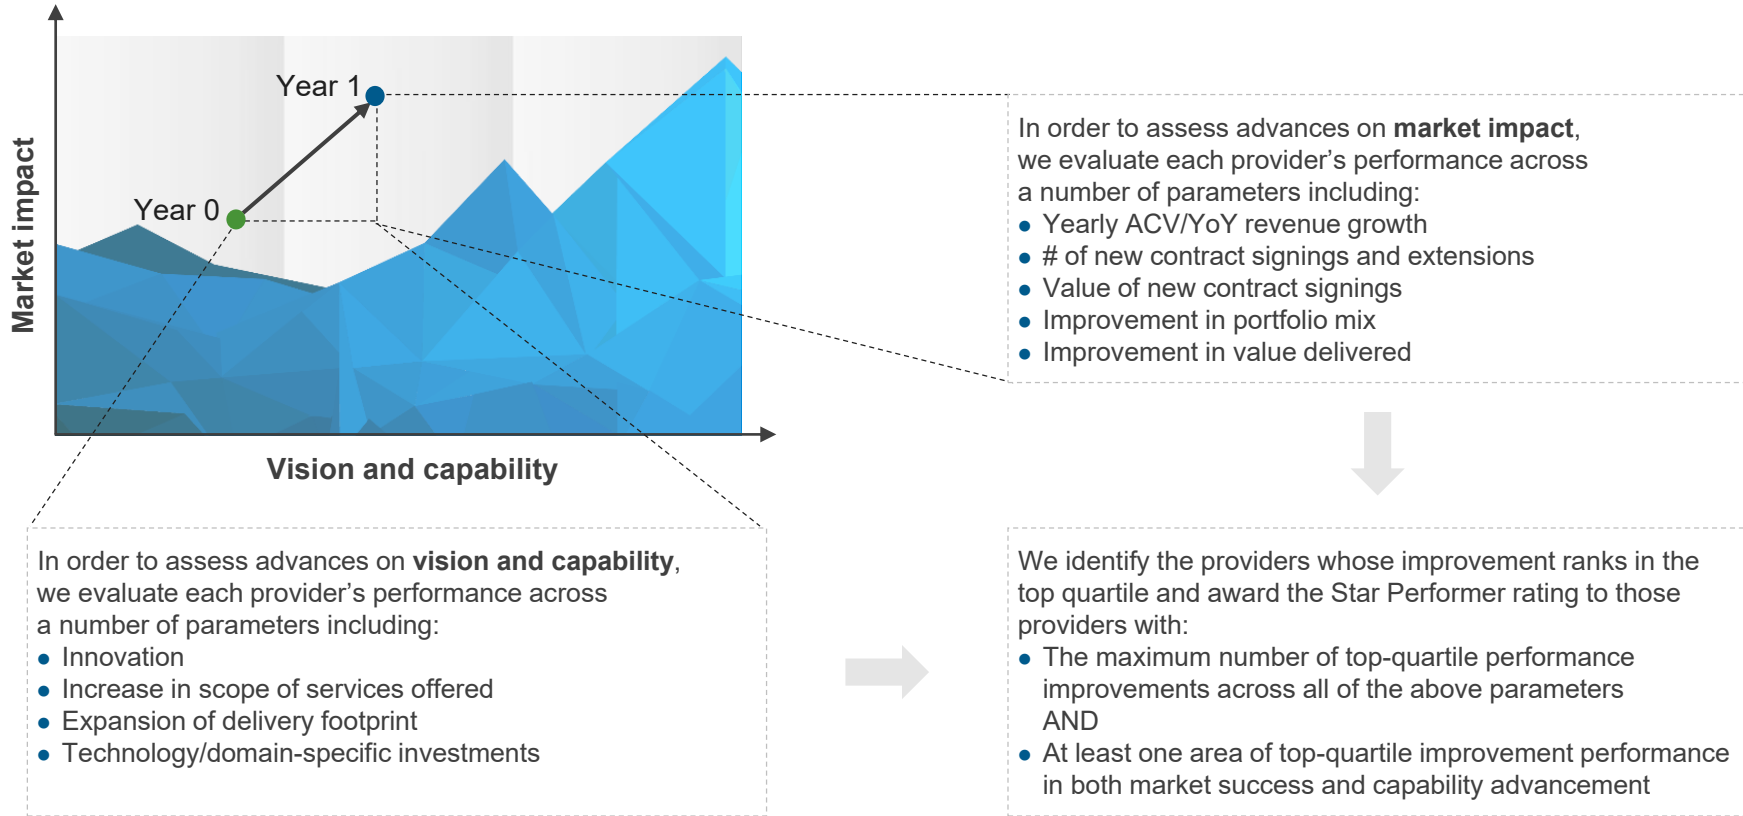 Year 1
Year 0
Market impact
Vision and capability
In order to assess advances on market impact,
we evaluate each provider’s performance across
a number of parameters including:
● Yearly ACV/YoY revenue growth
● # of new contract signings and extensions
● Value of new contract signings
● Improvement in portfolio mix
● Improvement in value delivered
In order to assess advances on vision and capability,
we evaluate each provider’s performance across
a number of parameters including:
● Innovation
● Increase in scope of services offered
● Expansion of delivery footprint
● Technology/domain-specific investments
We identify the providers whose improvement ranks in the
top quartile and award the Star Performer rating to those
providers with:
● The maximum number of top-quartile performance
improvements across all of the above parameters
AND
● At least one area of top-quartile improvement performance
in both market success and capability advancement